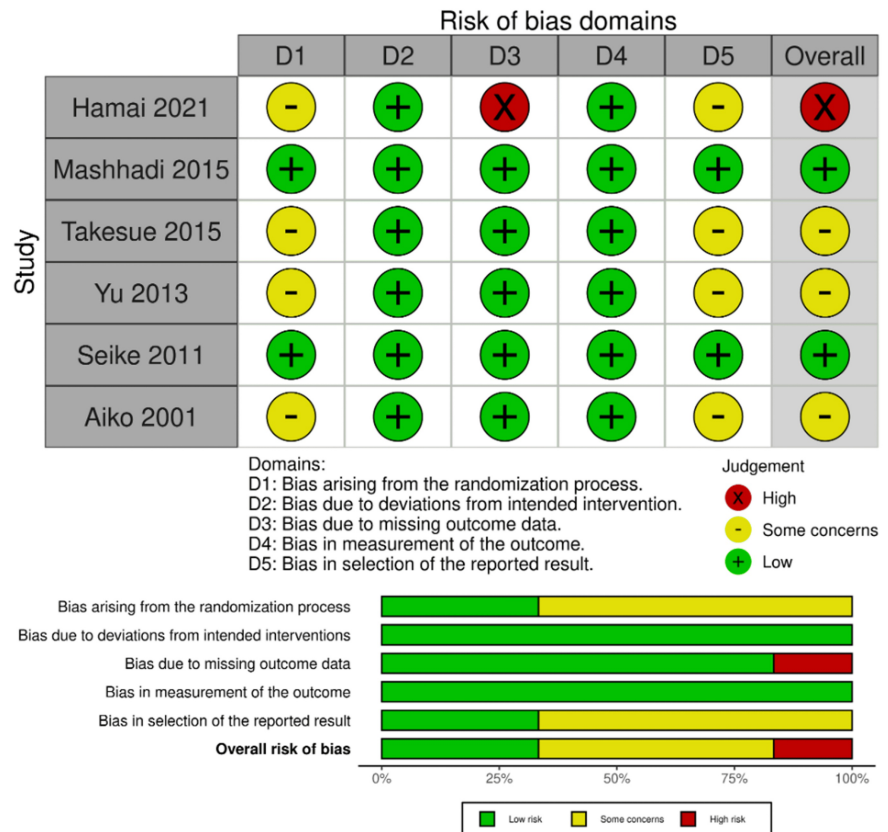 Risk of bias domains
D1 D2 D3 D4 D5 Overall
Study
Hamai 2021 - + X + - X
Mashhadi 2015 + + + + + +
Takesue 2015 - + + + - -
Yu 2013 - + + + - -
Seike 2011 + + + + + +
Aiko 2001 - + + + - -
Domains:
D1: Bias arising from the randomization process.
D2: Bias due to deviations from intended intervention.
D3: Bias due to missing outcome data.
D4: Bias in measurement of the outcome.
D5: Bias in selection of the reported result.
Judgement
X High
- Some concerns
+ Low
Bias arising from the randomization process
Bias due to deviations from intended interventions
Bias due to missing outcome data
Bias in measurement of the outcome
Bias in selection of the reported result
Overall risk of bias
0% 25% 50% 75% 100%
Low risk Some concerns High risk